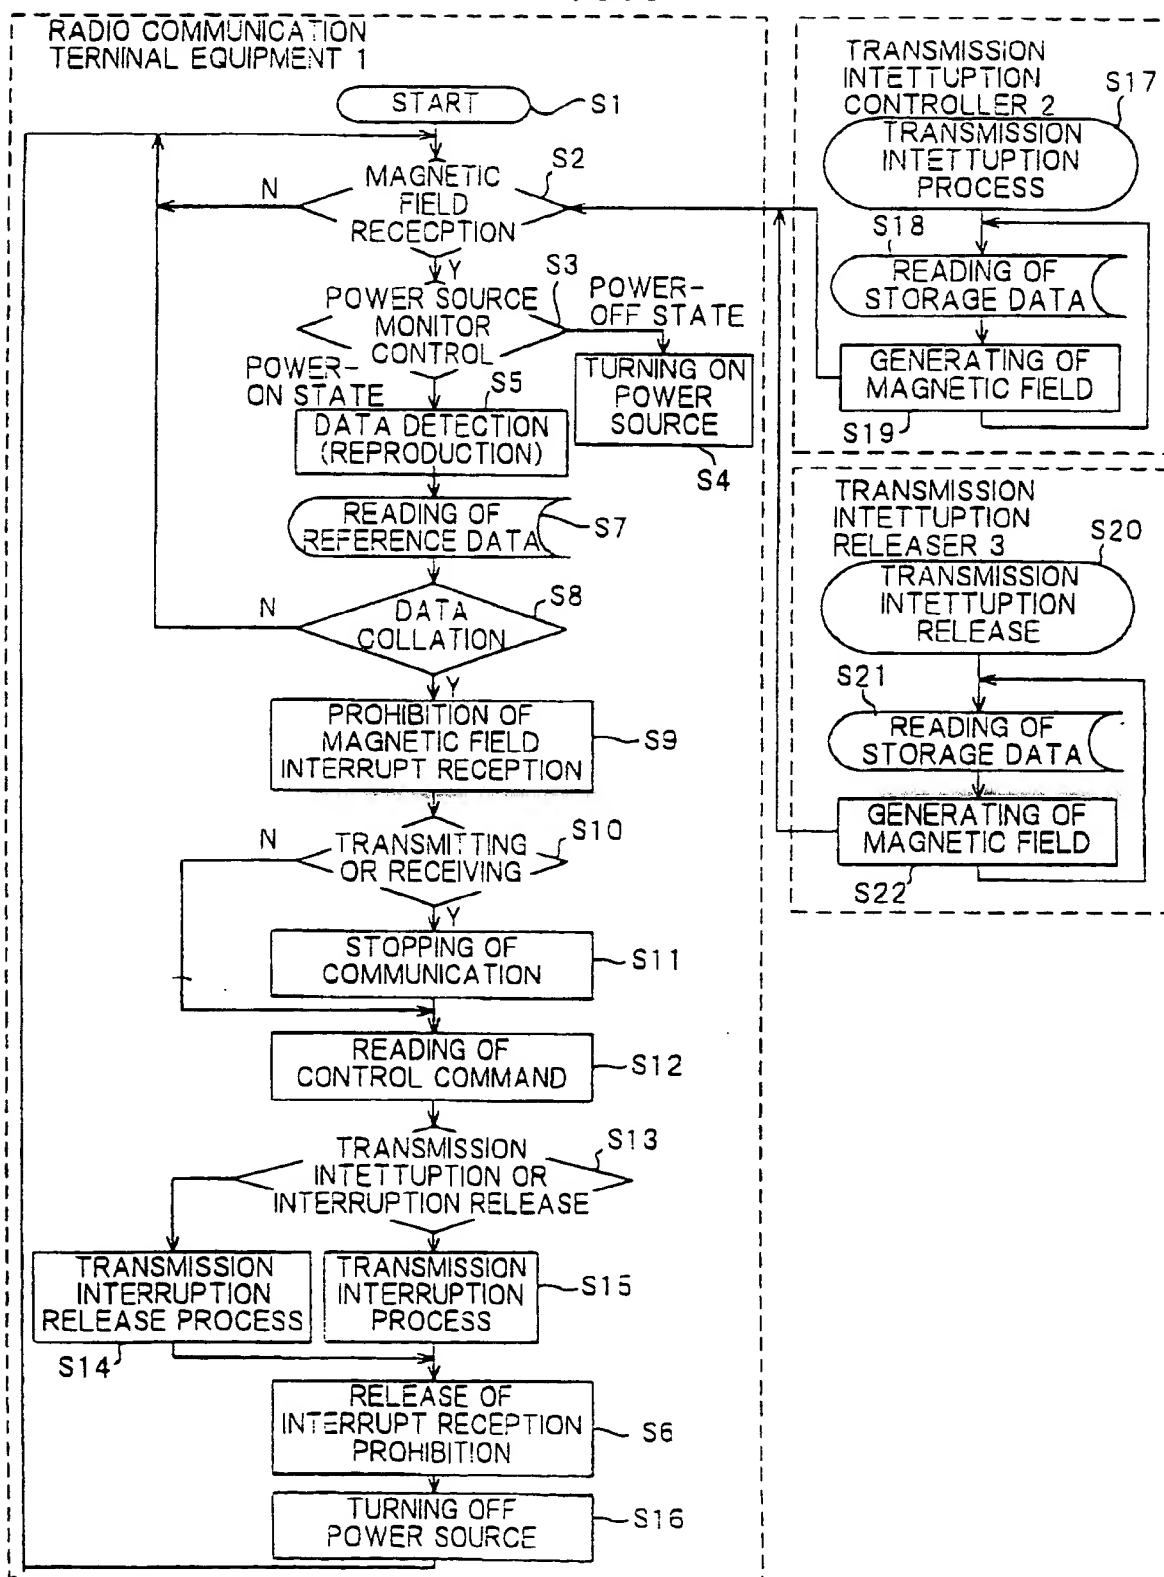 RADIO COMMUNICATION
TERNINAL EQUIPMENT 1
START
S1
MAGNETIC
FIELD
RECECPTION
S2
N
Y
POWER SOURCE
MONITOR
CONTROL
S3
POWER-
OFF STATE
POWER-
ON STATE
TURNING ON
POWER
SOURCE
S4
S5
DATA DETECTION
(REPRODUCTION)
READING OF
REFERENCE DATA
S7
DATA
COLLATION
S8
N
Y
PROHIBITION OF
MAGNETIC FIELD
INTERRUPT RECEPTION
S9
TRANSMITTING
OR RECEIVING
S10
N
Y
STOPPING OF
COMMUNICATION
S11
READING OF
CONTROL COMMAND
S12
TRANSMISSION
INTETTUPTION OR
INTERRUPTION RELEASE
S13
TRANSMISSION
INTERRUPTION
RELEASE PROCESS
S14
TRANSMISSION
INTERRUPTION
PROCESS
S15
RELEASE OF
INTERRUPT RECEPTION
PROHIBITION
S6
TURNING OFF
POWER SOURCE
S16
TRANSMISSION
INTETTUPTION
CONTROLLER 2
S17
TRANSMISSION
INTETTUPTION
PROCESS
S18
READING OF
STORAGE DATA
GENERATING OF
MAGNETIC FIELD
S19
TRANSMISSION
INTETTUPTION
RELEASER 3
S20
TRANSMISSION
INTETTUPTION
RELEASE
S21
READING OF
STORAGE DATA
GENERATING OF
MAGNETIC FIELD
S22